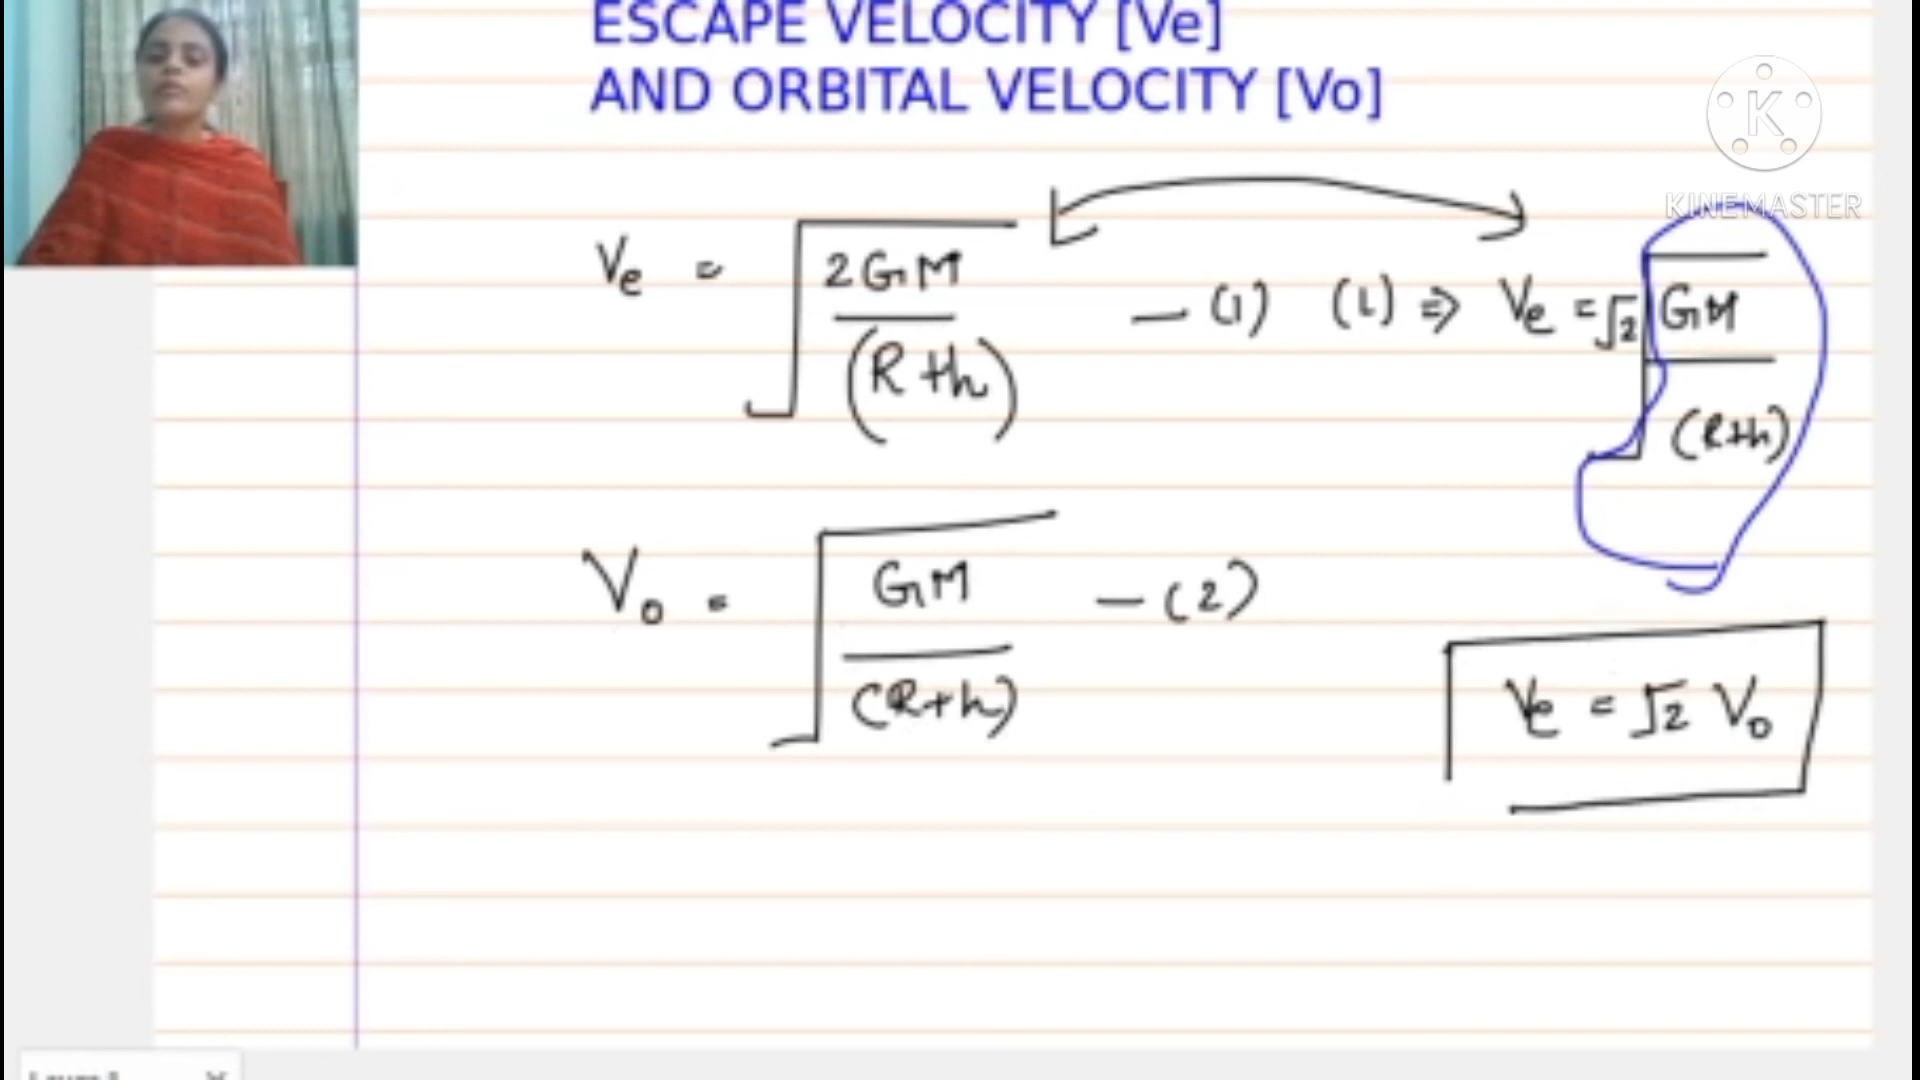 ESCAPE VELOCITY [Ve]
AND ORBITAL VELOCITY [Vo]
K
KINEMASTER
Ve = √2GM/(R+h) — (1) (1) ⇒ Ve = √2 √GM/(R+h)
Vo = √GM/(R+h) — (2)
Ve = √2 Vo